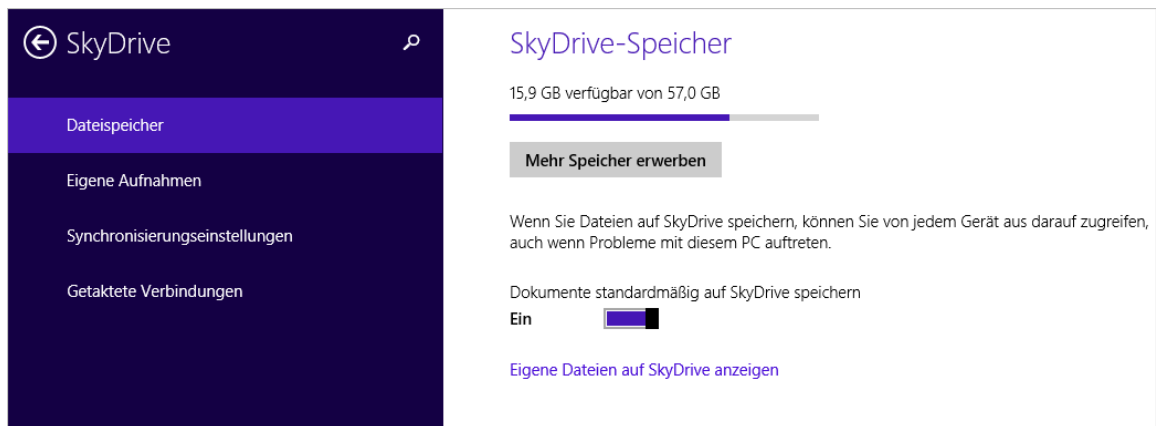 SkyDrive
Dateispeicher
Eigene Aufnahmen
Synchronisierungseinstellungen
Getaktete Verbindungen
SkyDrive-Speicher
15,9 GB verfügbar von 57,0 GB
Mehr Speicher erwerben
Wenn Sie Dateien auf SkyDrive speichern, können Sie von jedem Gerät aus darauf zugreifen,
auch wenn Probleme mit diesem PC auftreten.
Dokumente standardmäßig auf SkyDrive speichern
Ein
Eigene Dateien auf SkyDrive anzeigen